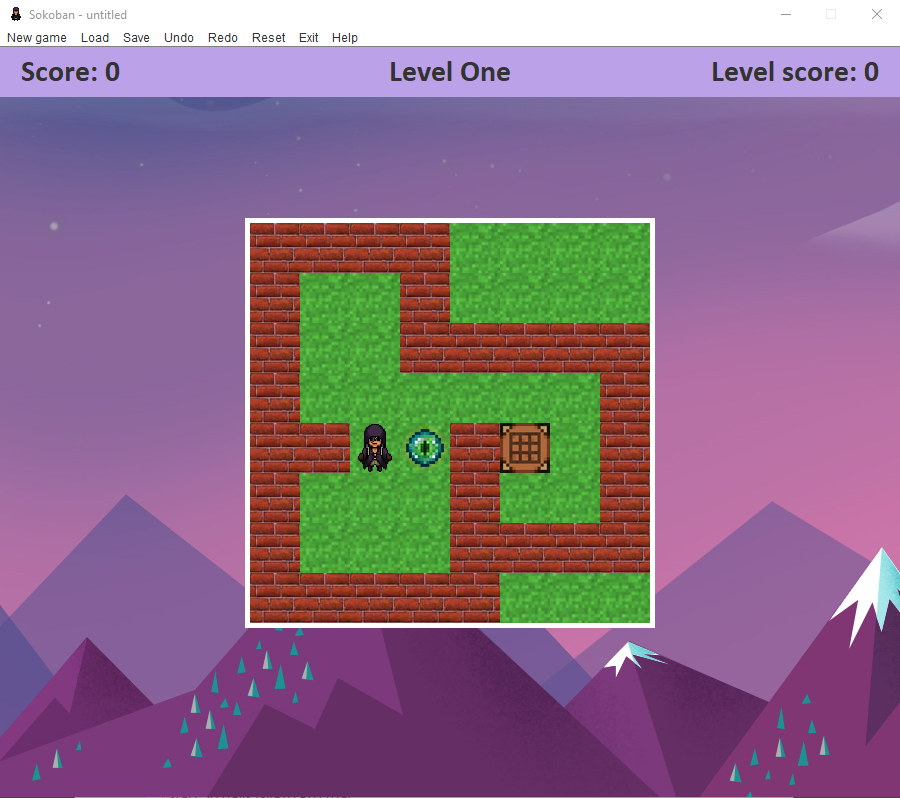 Sokoban - untitled
New game Load Save Undo Redo Reset Exit Help
Score: 0 Level One Level score: 0